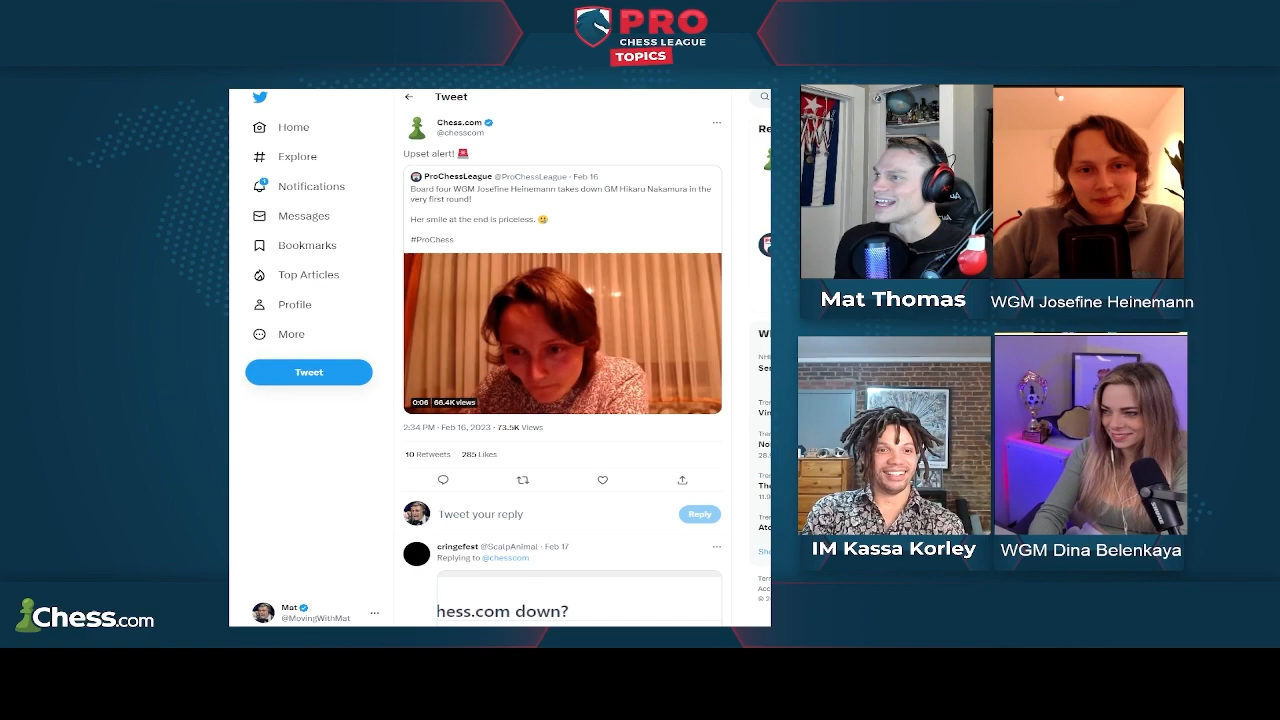 PRO
CHESS LEAGUE
TOPICS
Home
Explore
Notifications
Messages
Bookmarks
Top Articles
Profile
More
Tweet
Mat
@MovingWithMat
Tweet
Chess.com
@chesscom
Upset alert! 🚨
ProChessLeague @ProChessLeague · Feb 16
Board four WGM Josefine Heinemann takes down GM Hikaru Nakamura in the
very first round!
Her smile at the end is priceless. 🙂
#ProChess
0:06 66.4K views
2:34 PM · Feb 16, 2023 · 73.5K Views
10 Retweets 285 Likes
Tweet your reply
Reply
cringefest @ScalpAnimal · Feb 17
Replying to @chesscom
hess.com down?
Mat Thomas
WGM Josefine Heinemann
IM Kassa Korley
WGM Dina Belenkaya
Chess.com